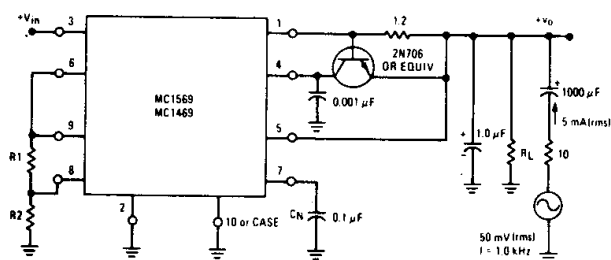 +Vin
3
1
1.2
+Vo
6
4
2N706
OR EQUIV
MC1569
MC1469
0.001 µF
1000 µF
5 mA(rms)
9
5
1.0 µF
RL
10
R1
8
7
R2
2
10 or CASE
CN
0.1 µF
50 mV(rms)
f = 1.0 kHz